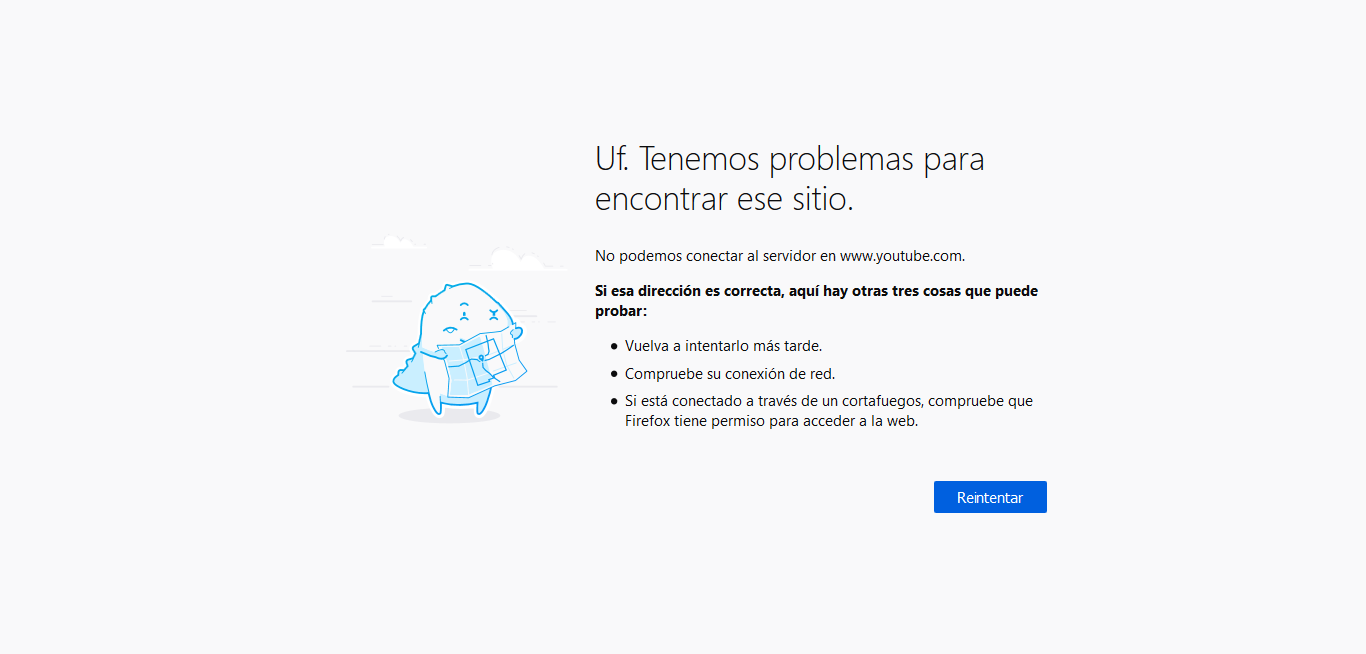 Uf. Tenemos problemas para
encontrar ese sitio.
No podemos conectar al servidor en www.youtube.com.
Si esa dirección es correcta, aquí hay otras tres cosas que puede
probar:
● Vuelva a intentarlo más tarde.
● Compruebe su conexión de red.
● Si está conectado a través de un cortafuegos, compruebe que
Firefox tiene permiso para acceder a la web.
Reintentar